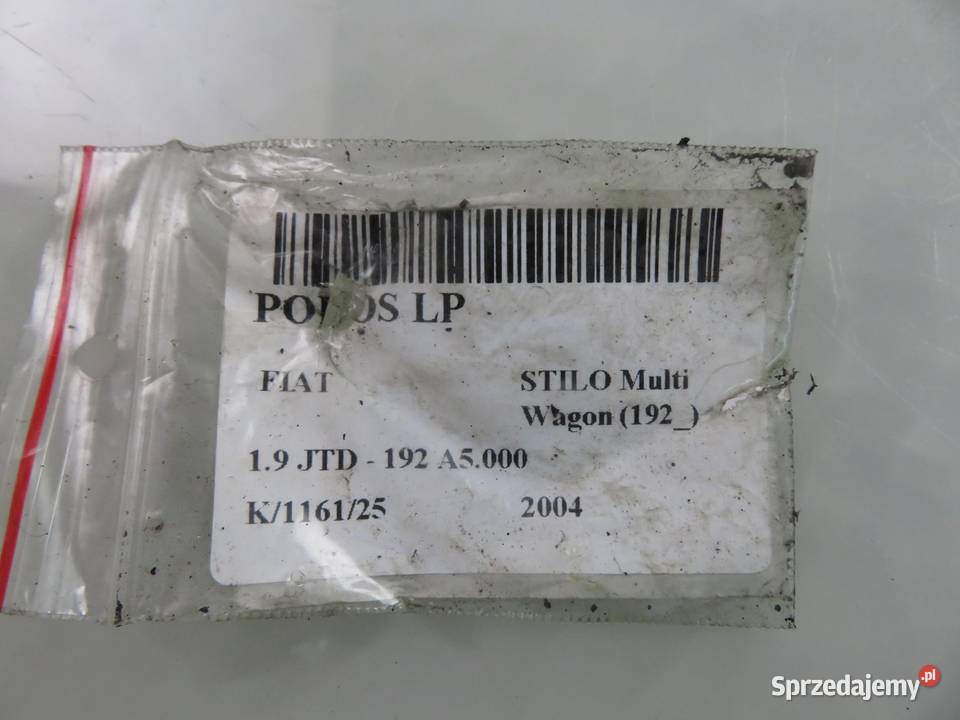 LP
FIAT
STILO Multi
Wagon (192_)
1.9 JTD - 192 A5.000
K/1161/25
2004
Sprzedajemy.pl